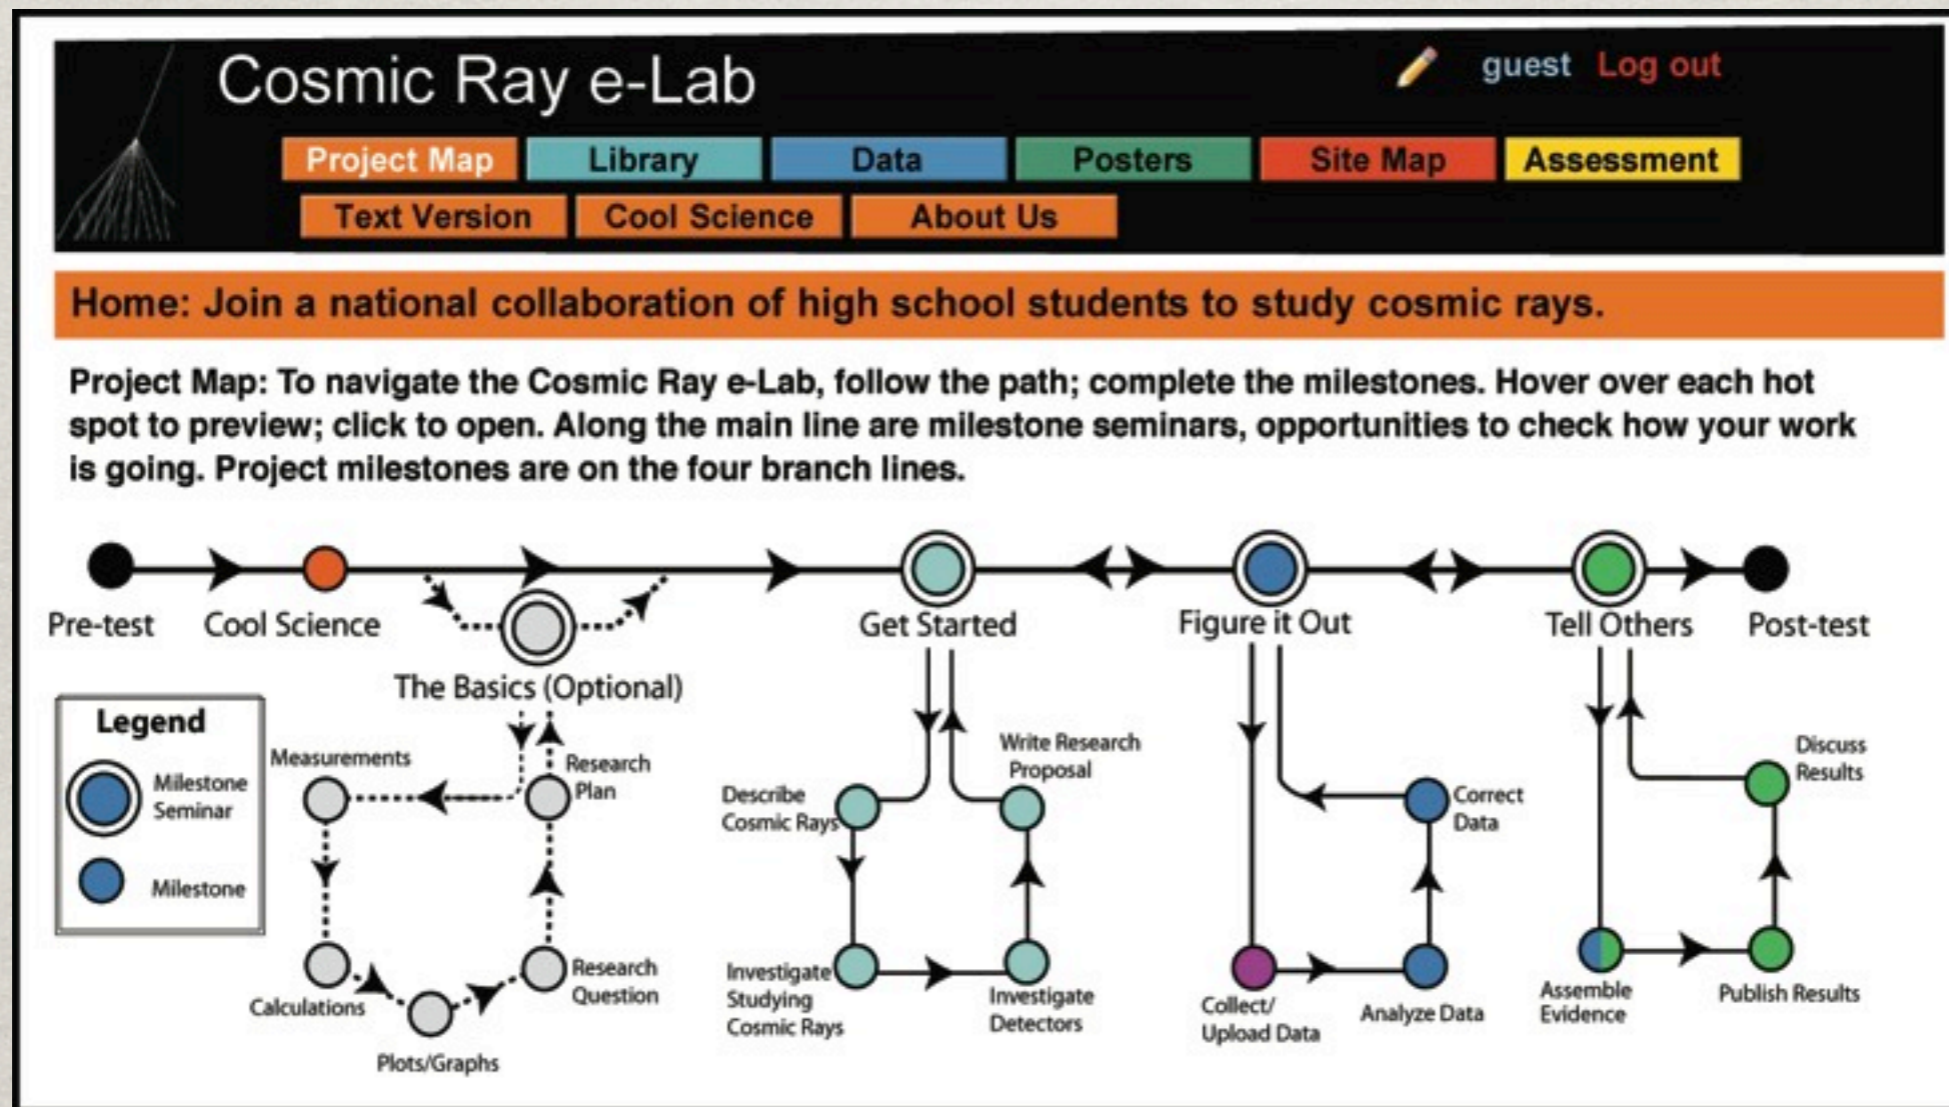 Cosmic Ray e-Lab
guest Log out
Project Map Library Data Posters Site Map Assessment
Text Version Cool Science About Us
Home: Join a national collaboration of high school students to study cosmic rays.
Project Map: To navigate the Cosmic Ray e-Lab, follow the path; complete the milestones. Hover over each hot
spot to preview; click to open. Along the main line are milestone seminars, opportunities to check how your work
is going. Project milestones are on the four branch lines.
Pre-test
Cool Science
The Basics (Optional)
Get Started
Figure it Out
Tell Others
Post-test
Legend
Milestone
Seminar
Milestone
Measurements
Calculations
Plots/Graphs
Research
Question
Research
Plan
Describe
Cosmic Rays
Investigate
Studying
Cosmic Rays
Investigate
Detectors
Write Research
Proposal
Collect/
Upload Data
Analyze Data
Correct
Data
Assemble
Evidence
Publish Results
Discuss
Results